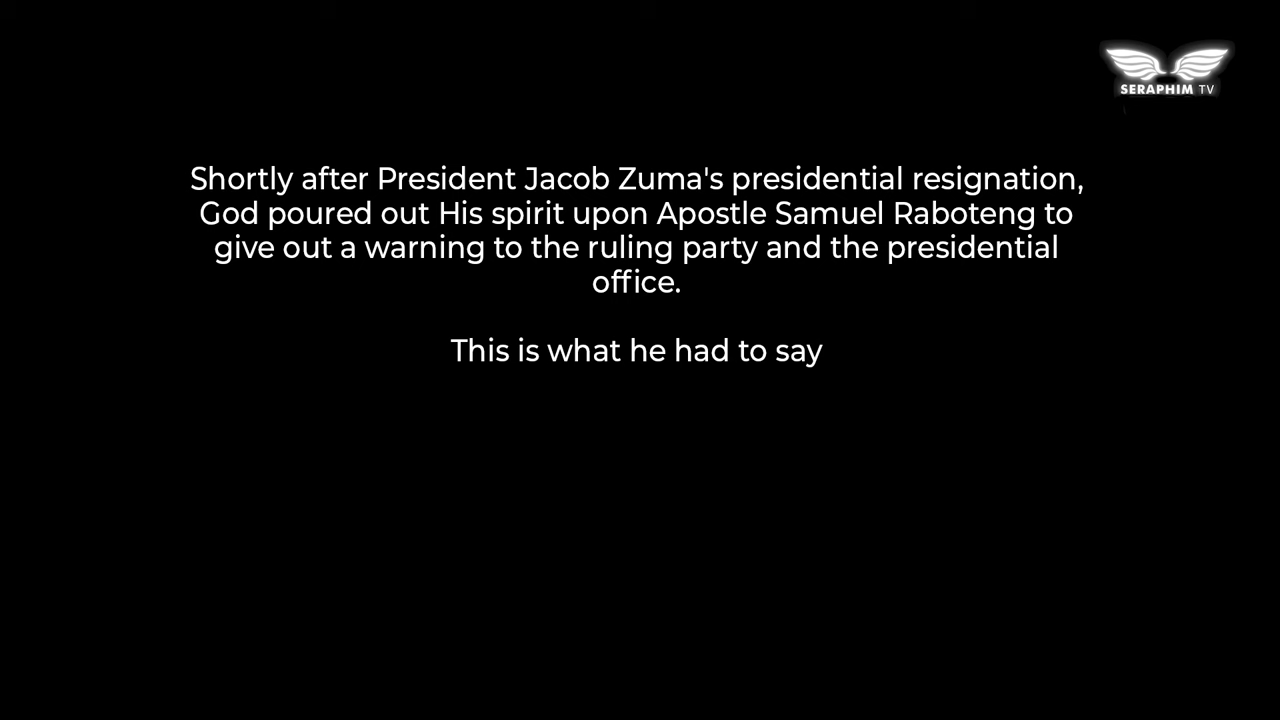 SERAPHIM TV
Shortly after President Jacob Zuma's presidential resignation,
God poured out His spirit upon Apostle Samuel Raboteng to
give out a warning to the ruling party and the presidential
office.
This is what he had to say